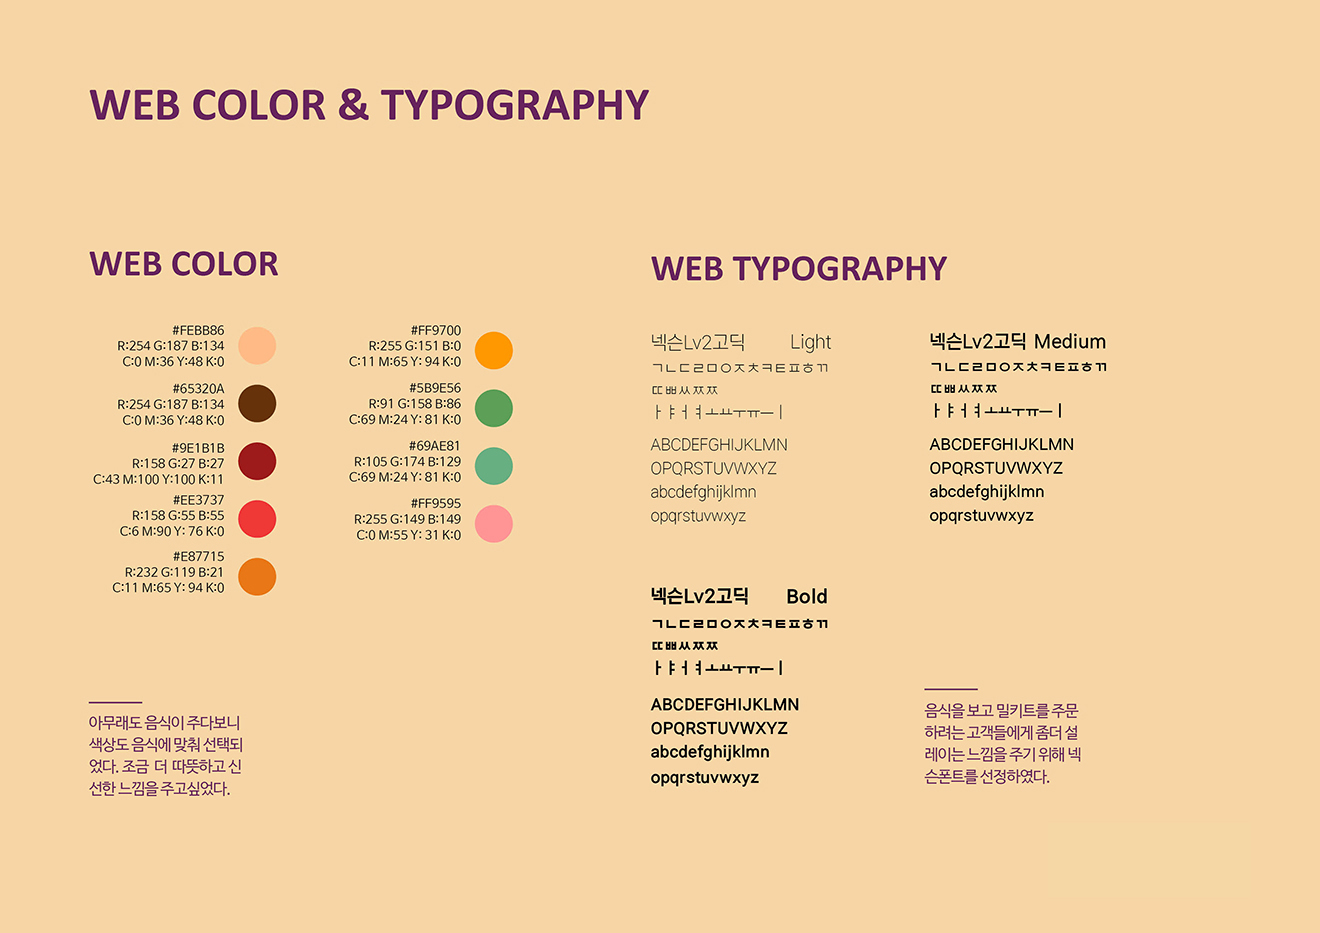 WEB COLOR & TYPOGRAPHY
WEB COLOR
#FEBB86
R:254 G:187 B:134
C:0 M:36 Y:48 K:0
#65320A
R:254 G:187 B:134
C:0 M:36 Y:48 K:0
#9E1B1B
R:158 G:27 B:27
C:43 M:100 Y:100 K:11
#EE3737
R:158 G:55 B:55
C:6 M:90 Y: 76 K:0
#E87715
R:232 G:119 B:21
C:11 M:65 Y: 94 K:0
#FF9700
R:255 G:151 B:0
C:11 M:65 Y: 94 K:0
#5B9E56
R:91 G:158 B:86
C:69 M:24 Y: 81 K:0
#69AE81
R:105 G:174 B:129
C:69 M:24 Y: 81 K:0
#FF9595
R:255 G:149 B:149
C:0 M:55 Y: 31 K:0
아무래도 음식이 주다보니
색상도 음식에 맞춰 선택되
었다. 조금 더 따뜻하고 신
선한 느낌을 주고싶었다.
WEB TYPOGRAPHY
넥슨Lv2고딕 Light
ㄱㄴㄷㄹㅁㅇㅈㅊㅋㅌㅍㅎㄲ
ㄸㅃㅆㅉㅉ
ㅏㅑㅓㅕㅗㅛㅜㅠㅡㅣ
ABCDEFGHIJKLMN
OPQRSTUVWXYZ
abcdefghijklmn
opqrstuvwxyz
넥슨Lv2고딕 Medium
ㄱㄴㄷㄹㅁㅇㅈㅊㅋㅌㅍㅎㄲ
ㄸㅃㅆㅉㅉ
ㅏㅑㅓㅕㅗㅛㅜㅠㅡㅣ
ABCDEFGHIJKLMN
OPQRSTUVWXYZ
abcdefghijklmn
opqrstuvwxyz
넥슨Lv2고딕 Bold
ㄱㄴㄷㄹㅁㅇㅈㅊㅋㅌㅍㅎㄲ
ㄸㅃㅆㅉㅉ
ㅏㅑㅓㅕㅗㅛㅜㅠㅡㅣ
ABCDEFGHIJKLMN
OPQRSTUVWXYZ
abcdefghijklmn
opqrstuvwxyz
음식을 보고 밀키트를 주문
하려는 고객들에게 좀더 설
레이는 느낌을 주기 위해 넥
슨폰트를 선정하였다.